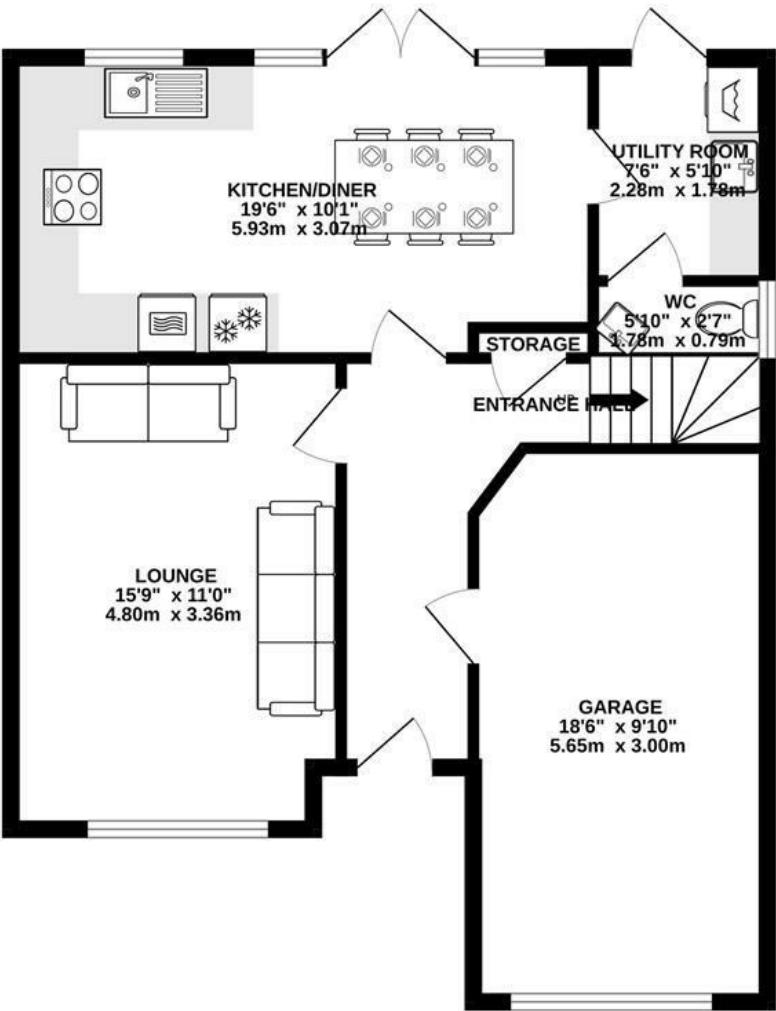 UTILITY ROOM
7'6" x 5'10"
2.28m x 1.78m
KITCHEN/DINER
19'6" x 10'1"
5.93m x 3.07m
WC
5'10" x 2'7"
1.78m x 0.79m
STORAGE
UP
ENTRANCE HALL
LOUNGE
15'9" x 11'0"
4.80m x 3.36m
GARAGE
18'6" x 9'10"
5.65m x 3.00m